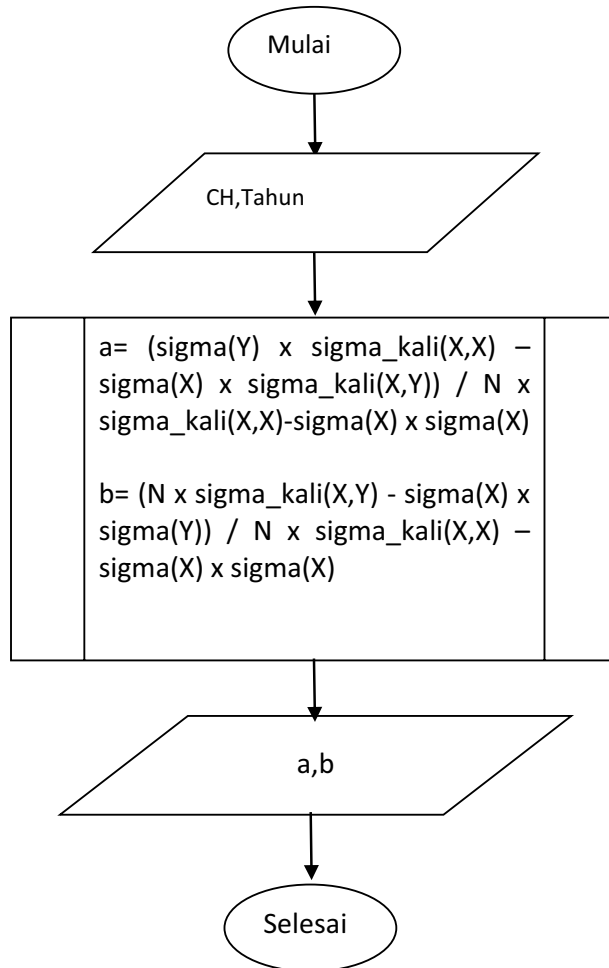 Mulai
CH,Tahun
a= (sigma(Y) x sigma_kali(X,X) –
sigma(X) x sigma_kali(X,Y)) / N x
sigma_kali(X,X)-sigma(X) x sigma(X)
b= (N x sigma_kali(X,Y) - sigma(X) x
sigma(Y)) / N x sigma_kali(X,X) –
sigma(X) x sigma(X)
a,b
Selesai